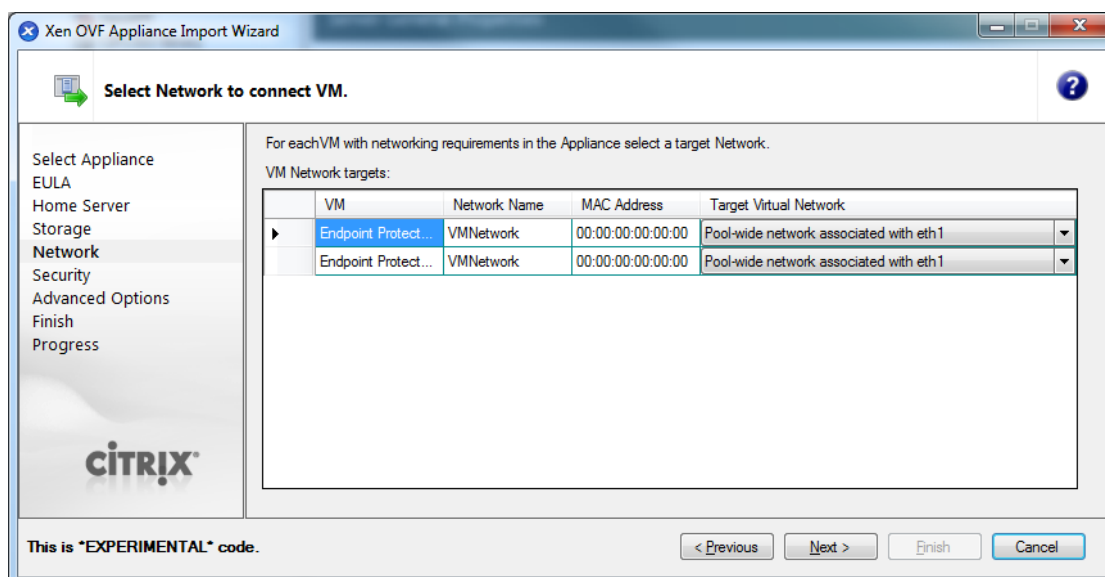 Xen OVF Appliance Import Wizard
Select Network to connect VM.
?
Select Appliance
EULA
Home Server
Storage
Network
Security
Advanced Options
Finish
Progress
CITRIX
For eachVM with networking requirements in the Appliance select a target Network.
VM Network targets:
VM Network Name MAC Address Target Virtual Network
Endpoint Protect... VMNetwork 00:00:00:00:00:00 Pool-wide network associated with eth1
Endpoint Protect... VMNetwork 00:00:00:00:00:00 Pool-wide network associated with eth1
This is *EXPERIMENTAL* code.
< Previous Next > Finish Cancel